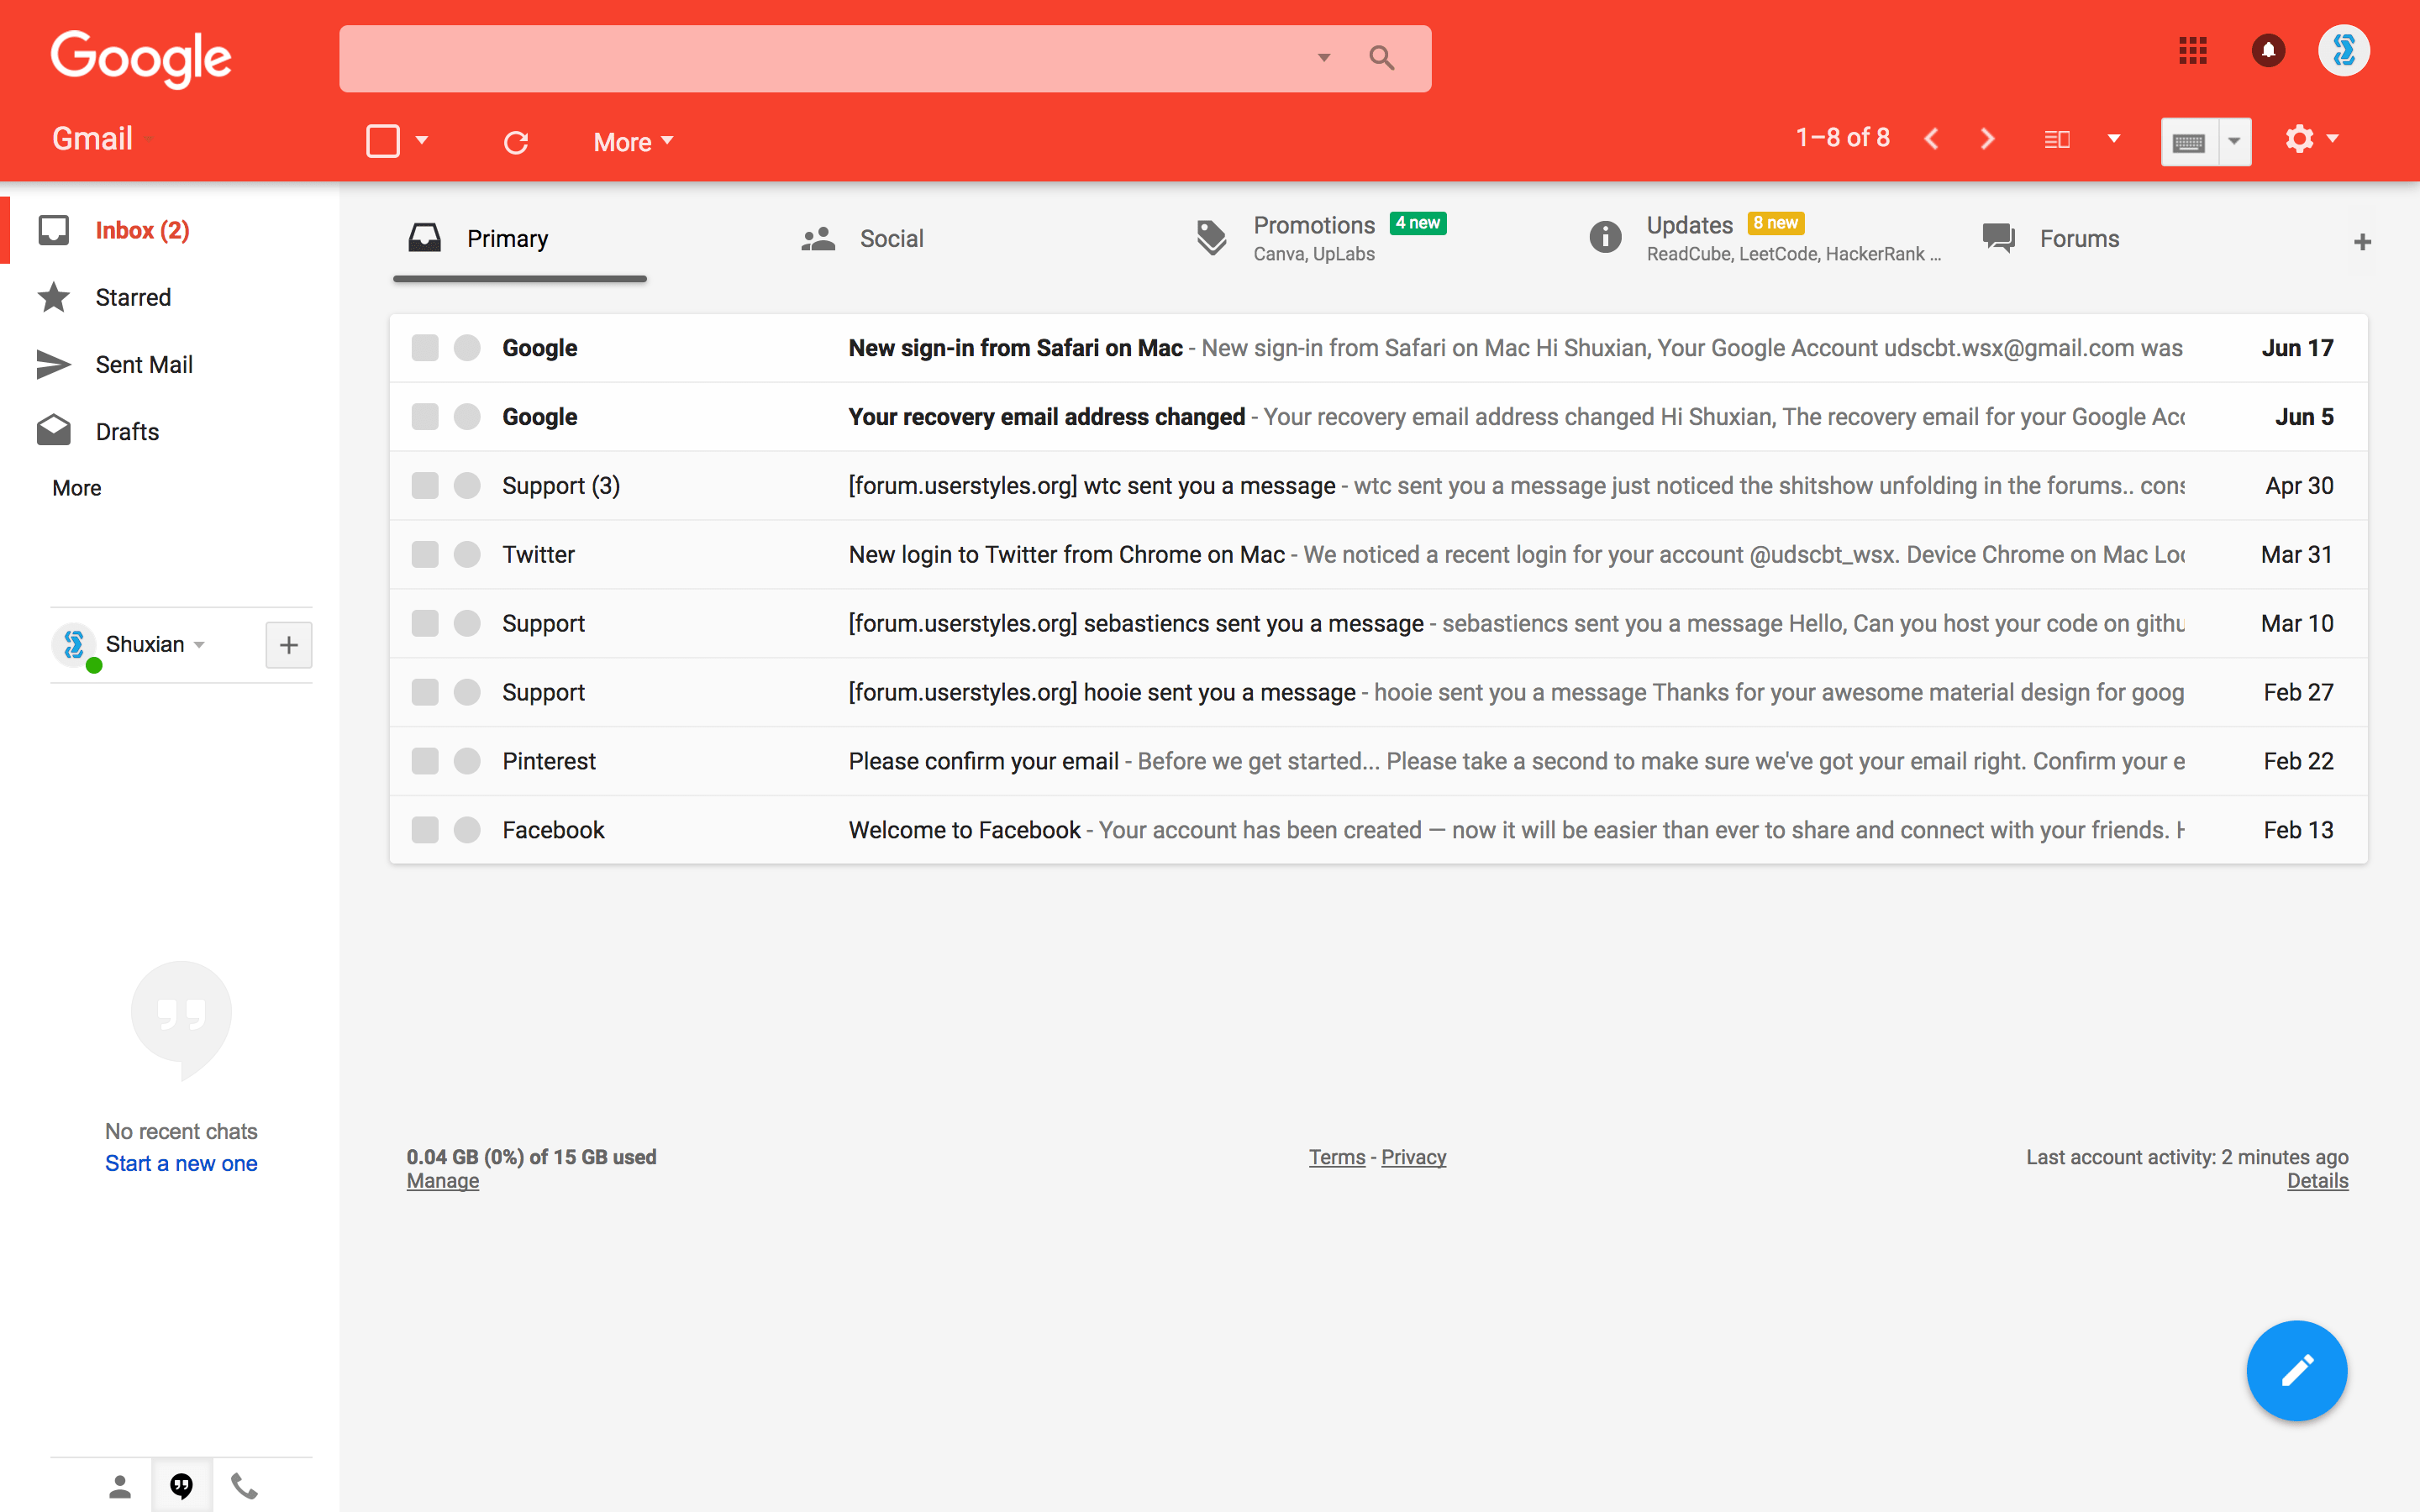 Google
Gmail
More
1–8 of 8
Inbox (2)
Starred
Sent Mail
Drafts
More
Shuxian
No recent chats
Start a new one
Primary
Social
Promotions 4 new
Canva, UpLabs
Updates 8 new
ReadCube, LeetCode, HackerRank ...
Forums
Google New sign-in from Safari on Mac - New sign-in from Safari on Mac Hi Shuxian, Your Google Account udscbt.wsx@gmail.com was Jun 17
Google Your recovery email address changed - Your recovery email address changed Hi Shuxian, The recovery email for your Google Acc Jun 5
Support (3) [forum.userstyles.org] wtc sent you a message - wtc sent you a message just noticed the shitshow unfolding in the forums.. cons Apr 30
Twitter New login to Twitter from Chrome on Mac - We noticed a recent login for your account @udscbt_wsx. Device Chrome on Mac Loc Mar 31
Support [forum.userstyles.org] sebastiencs sent you a message - sebastiencs sent you a message Hello, Can you host your code on githu Mar 10
Support [forum.userstyles.org] hooie sent you a message - hooie sent you a message Thanks for your awesome material design for goog Feb 27
Pinterest Please confirm your email - Before we get started... Please take a second to make sure we've got your email right. Confirm your e Feb 22
Facebook Welcome to Facebook - Your account has been created — now it will be easier than ever to share and connect with your friends. H Feb 13
0.04 GB (0%) of 15 GB used
Manage
Terms - Privacy
Last account activity: 2 minutes ago
Details